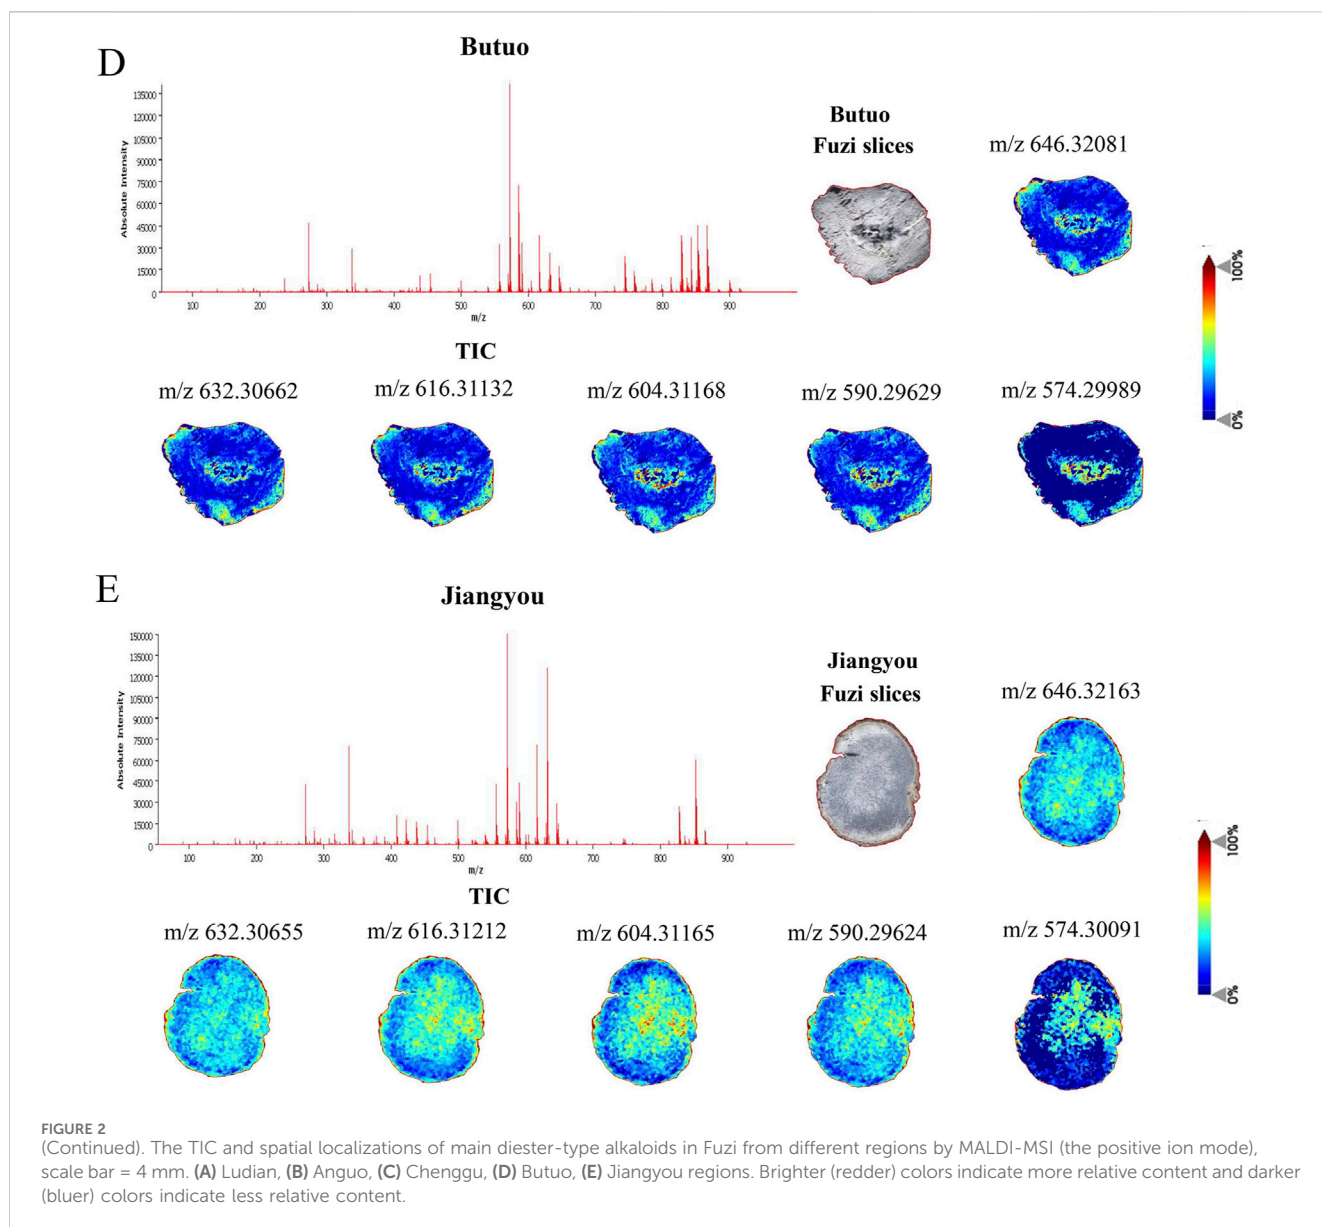 D
Butuo
135000
120000
105000
90000
75000
60000
45000
30000
15000
0
Absolute Intensity
100 200 300 400 500 600 700 800 900
m/z
TIC
Butuo
Fuzi slices
m/z 646.32081
100%
0%
m/z 632.30662 m/z 616.31132 m/z 604.31168 m/z 590.29629 m/z 574.29989
E
Jiangyou
150000
135000
120000
105000
90000
75000
60000
45000
30000
15000
0
Absolute Intensity
100 200 300 400 500 600 700 800 900
m/z
TIC
Jiangyou
Fuzi slices
m/z 646.32163
100%
0%
m/z 632.30655 m/z 616.31212 m/z 604.31165 m/z 590.29624 m/z 574.30091
FIGURE 2
(Continued). The TIC and spatial localizations of main diester-type alkaloids in Fuzi from different regions by MALDI-MSI (the positive ion mode),
scale bar = 4 mm. (A) Ludian, (B) Anguo, (C) Chenggu, (D) Butuo, (E) Jiangyou regions. Brighter (redder) colors indicate more relative content and darker
(bluer) colors indicate less relative content.